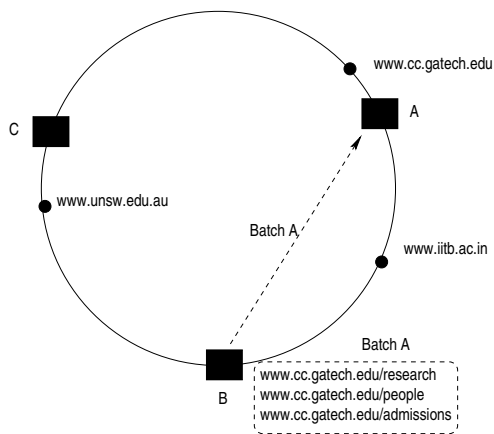 www.cc.gatech.edu
A
C
www.unsw.edu.au
Batch A
www.iitb.ac.in
Batch A
B
www.cc.gatech.edu/research
www.cc.gatech.edu/people
www.cc.gatech.edu/admissions